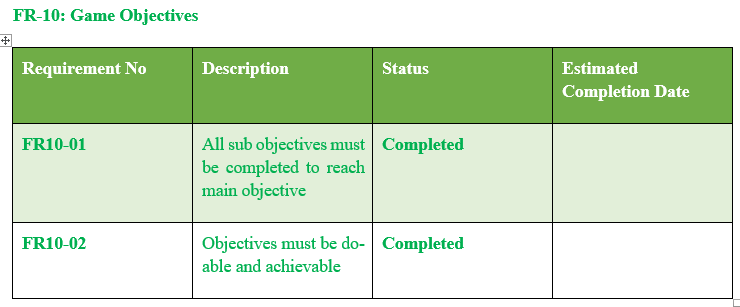 FR-10: Game Objectives
Requirement No
Description
Status
Estimated
Completion Date
FR10-01
All sub objectives must
be completed to reach
main objective
Completed
FR10-02
Objectives must be do-
able and achievable
Completed